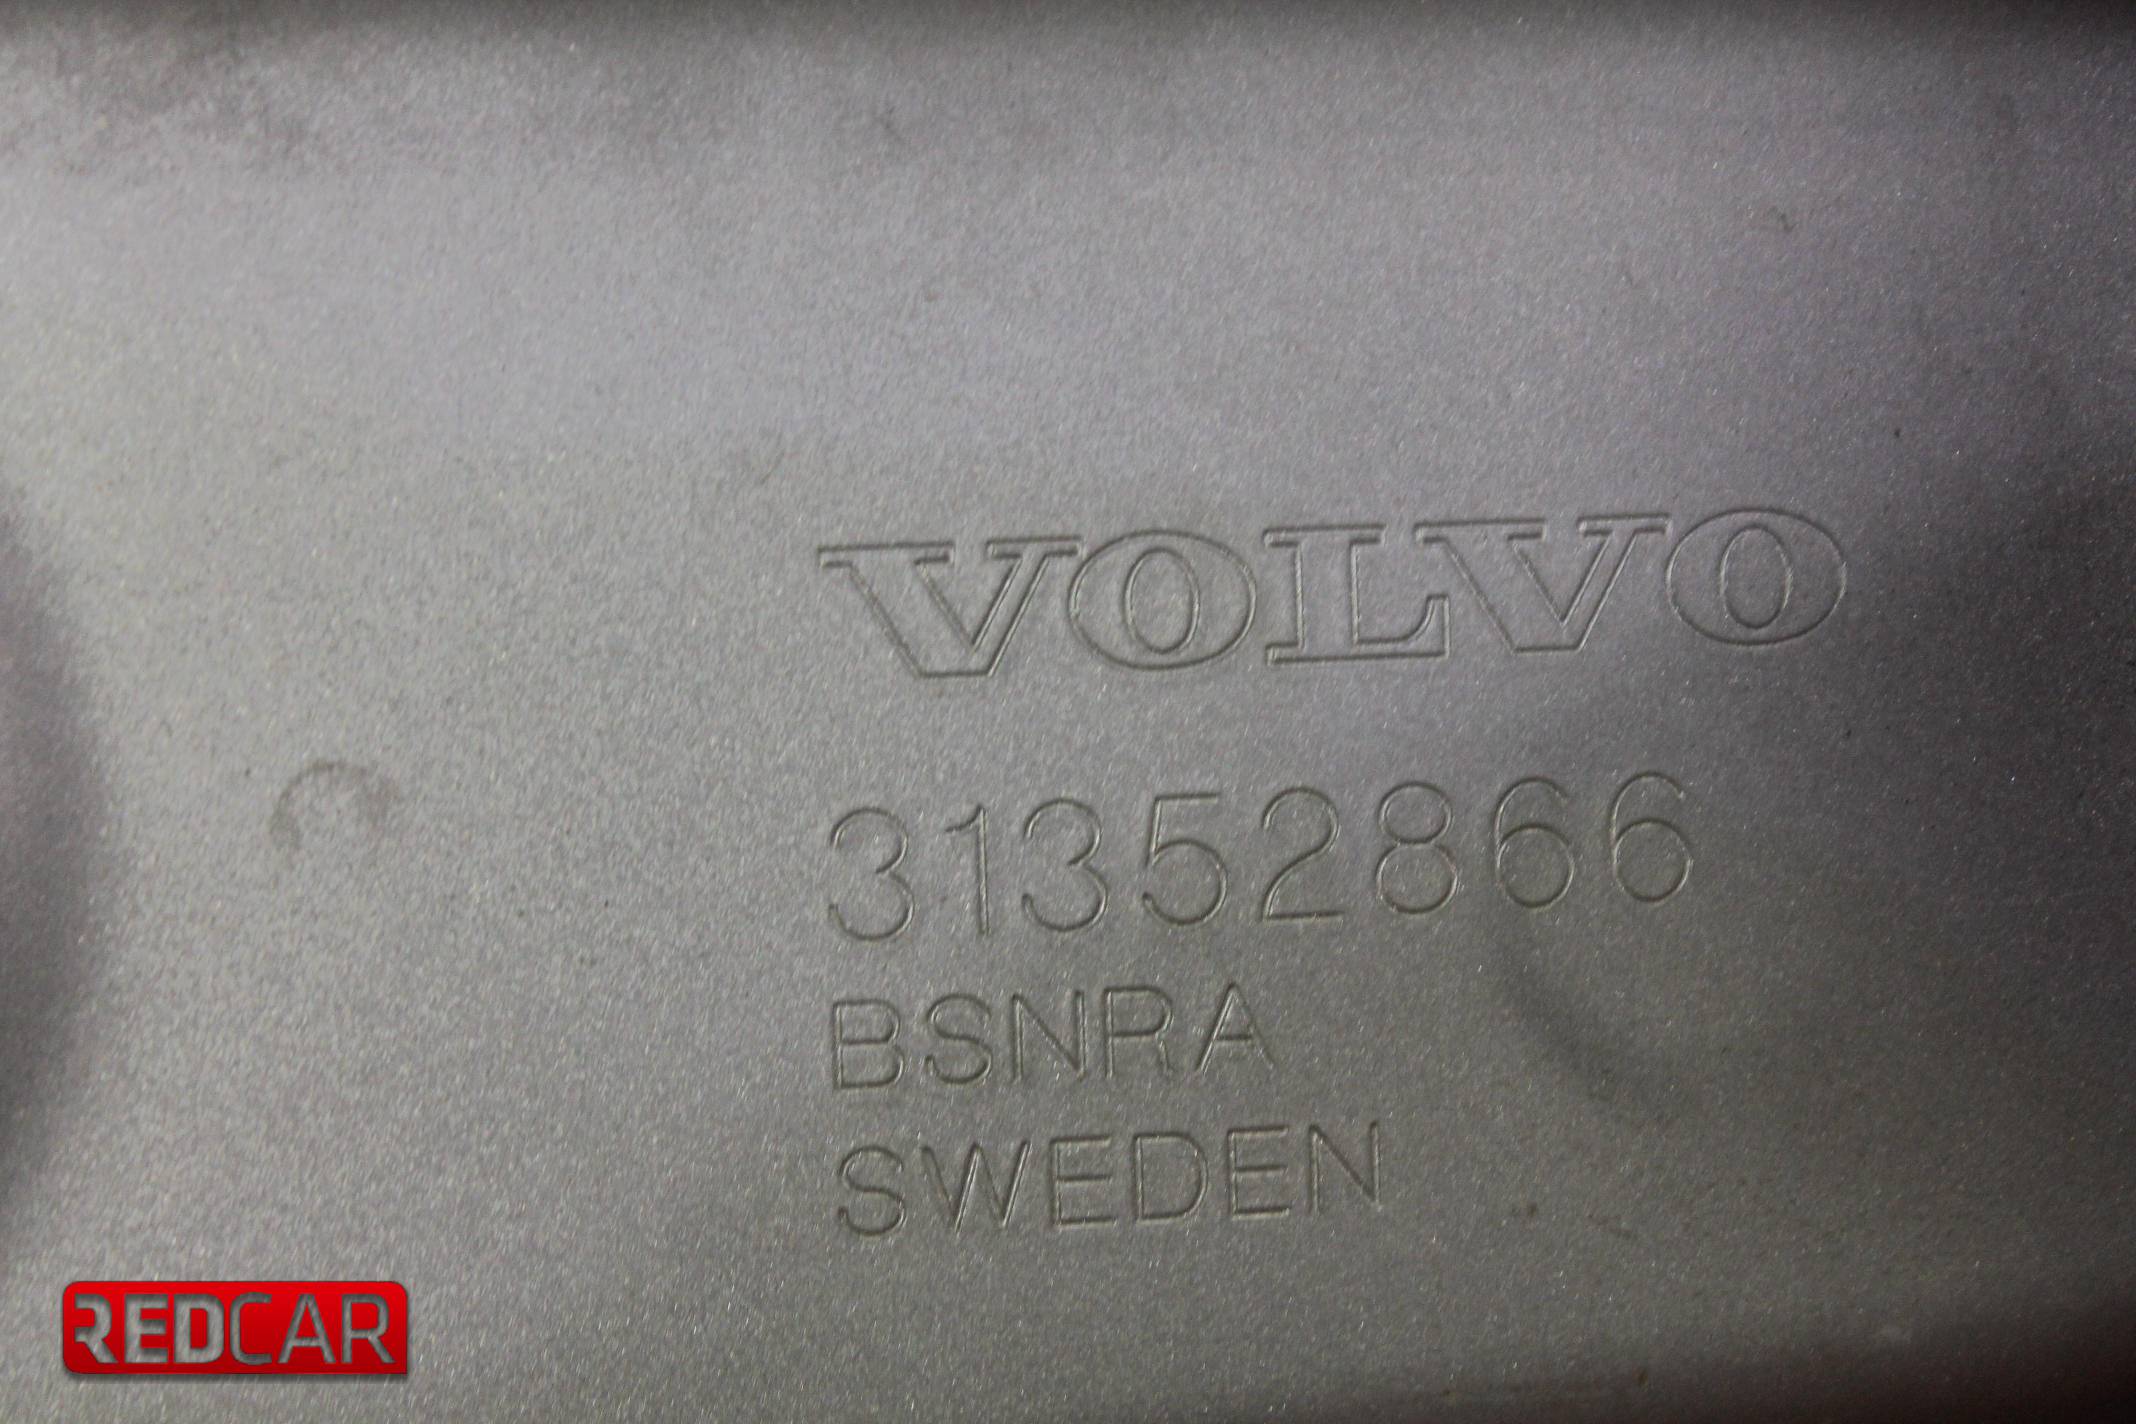 VOLVO
31352866
BSNRA
SWEDEN
REDCAR